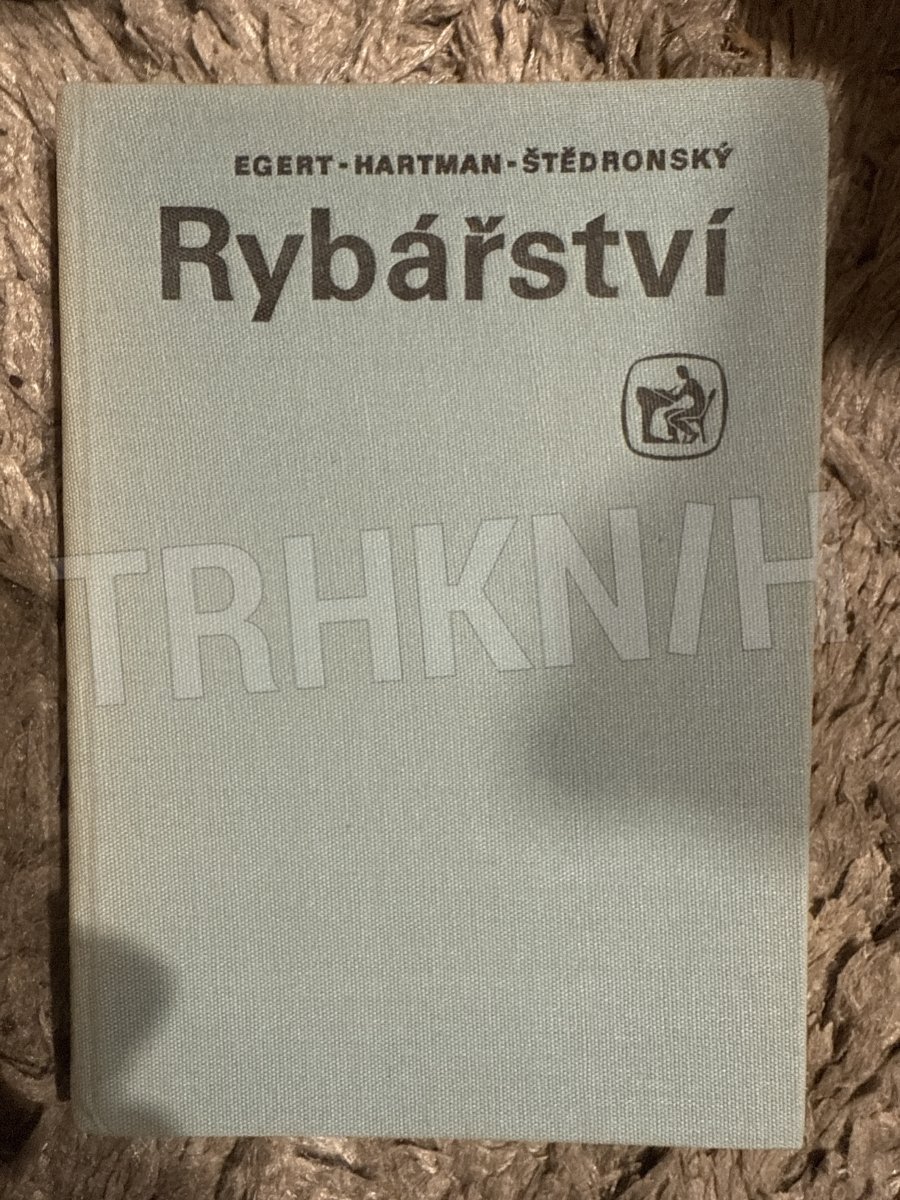 EGERT-HARTMAN-ŠTĚDRONSKÝ
Rybářství
TRHKNIH